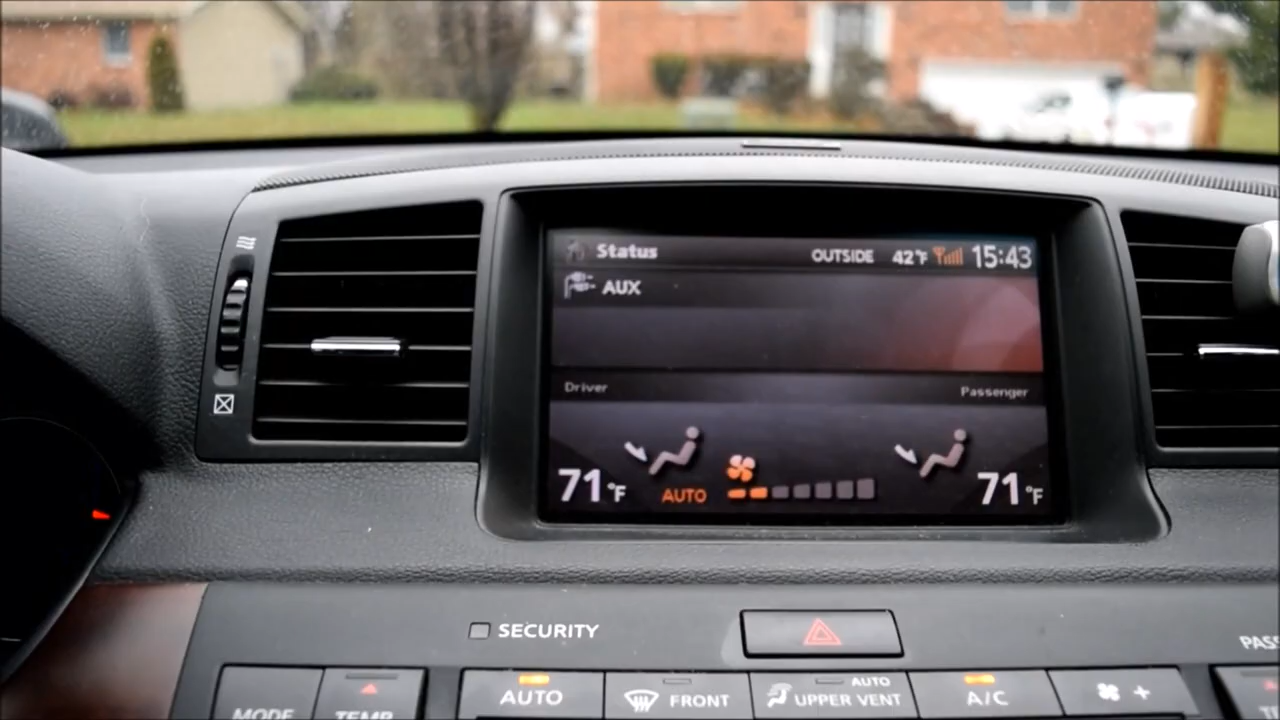 Status OUTSIDE 42°F 15:43
AUX
Driver Passenger
71°F AUTO 71°F
SECURITY
PAS
AUTO FRONT AUTO UPPER VENT A/C +
MODE TEMP